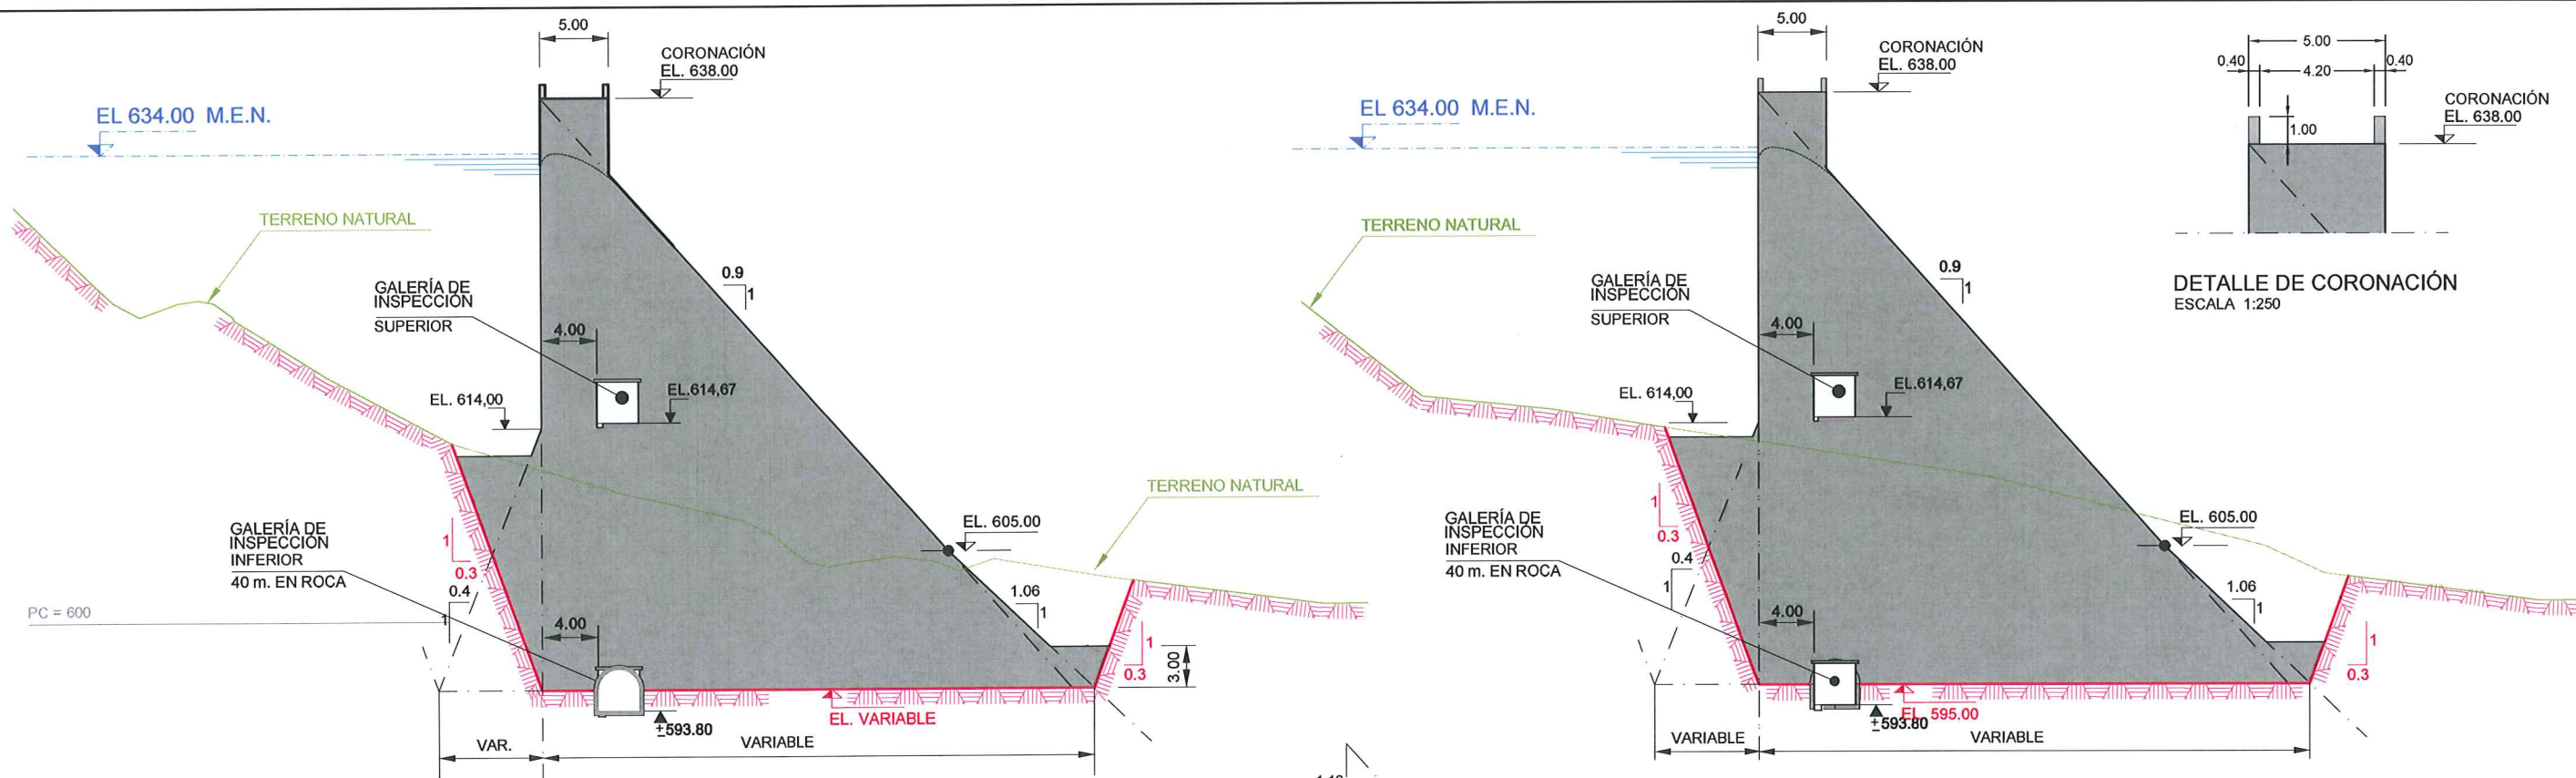 5.00
CORONACIÓN
EL. 638.00
EL 634.00 M.E.N.
TERRENO NATURAL
0.9
1
GALERÍA DE
INSPECCIÓN
SUPERIOR
4.00
EL.614,67
EL. 614,00
TERRENO NATURAL
EL. 605.00
GALERÍA DE
INSPECCIÓN
INFERIOR
40 m. EN ROCA
1
0.3
0.4
1
1.06
1
PC = 600
4.00
1
0.3
3.00
EL. VARIABLE
±593.80
VAR.
VARIABLE
5.00
CORONACIÓN
EL. 638.00
EL 634.00 M.E.N.
TERRENO NATURAL
0.9
1
GALERÍA DE
INSPECCIÓN
SUPERIOR
4.00
EL.614,67
EL. 614,00
EL. 605.00
GALERÍA DE
INSPECCIÓN
INFERIOR
40 m. EN ROCA
1
0.3
0.4
1
1.06
1
4.00
1
0.3
EL. 595.00
±593.80
VARIABLE
VARIABLE
5.00
0.40
4.20
0.40
CORONACIÓN
EL. 638.00
1.00
DETALLE DE CORONACIÓN
ESCALA 1:250